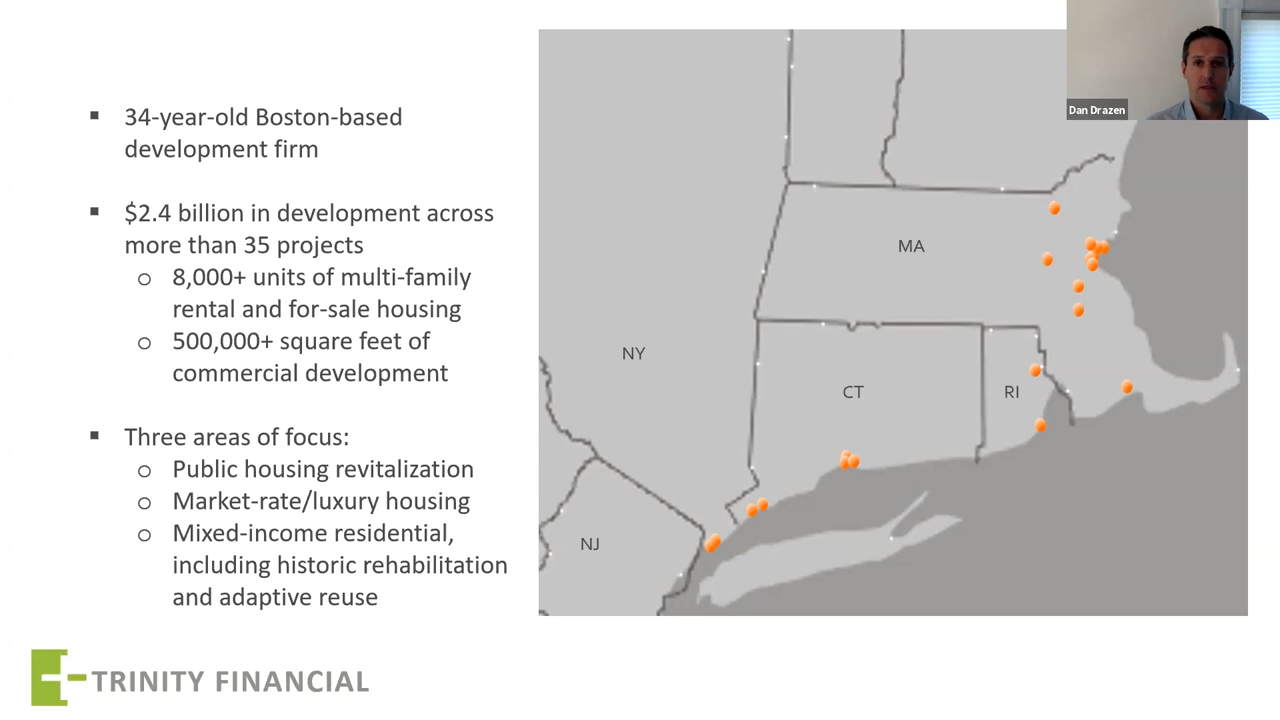 ▪ 34-year-old Boston-based
development firm
▪ $2.4 billion in development across
more than 35 projects
o 8,000+ units of multi-family
rental and for-sale housing
o 500,000+ square feet of
commercial development
▪ Three areas of focus:
o Public housing revitalization
o Market-rate/luxury housing
o Mixed-income residential,
including historic rehabilitation
and adaptive reuse
TRINITY FINANCIAL
MA
NY
CT
RI
NJ
Dan Drazen